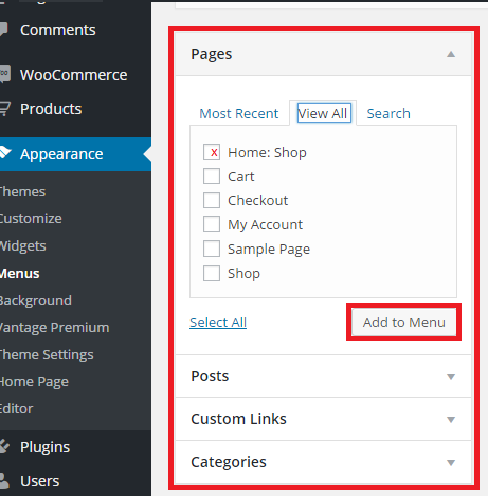 Comments
WooCommerce
Products
Appearance
Themes
Customize
Widgets
Menus
Background
Vantage Premium
Theme Settings
Home Page
Editor
Plugins
Users
Pages
Most Recent View All Search
x Home: Shop
Cart
Checkout
My Account
Sample Page
Shop
Select All Add to Menu
Posts
Custom Links
Categories